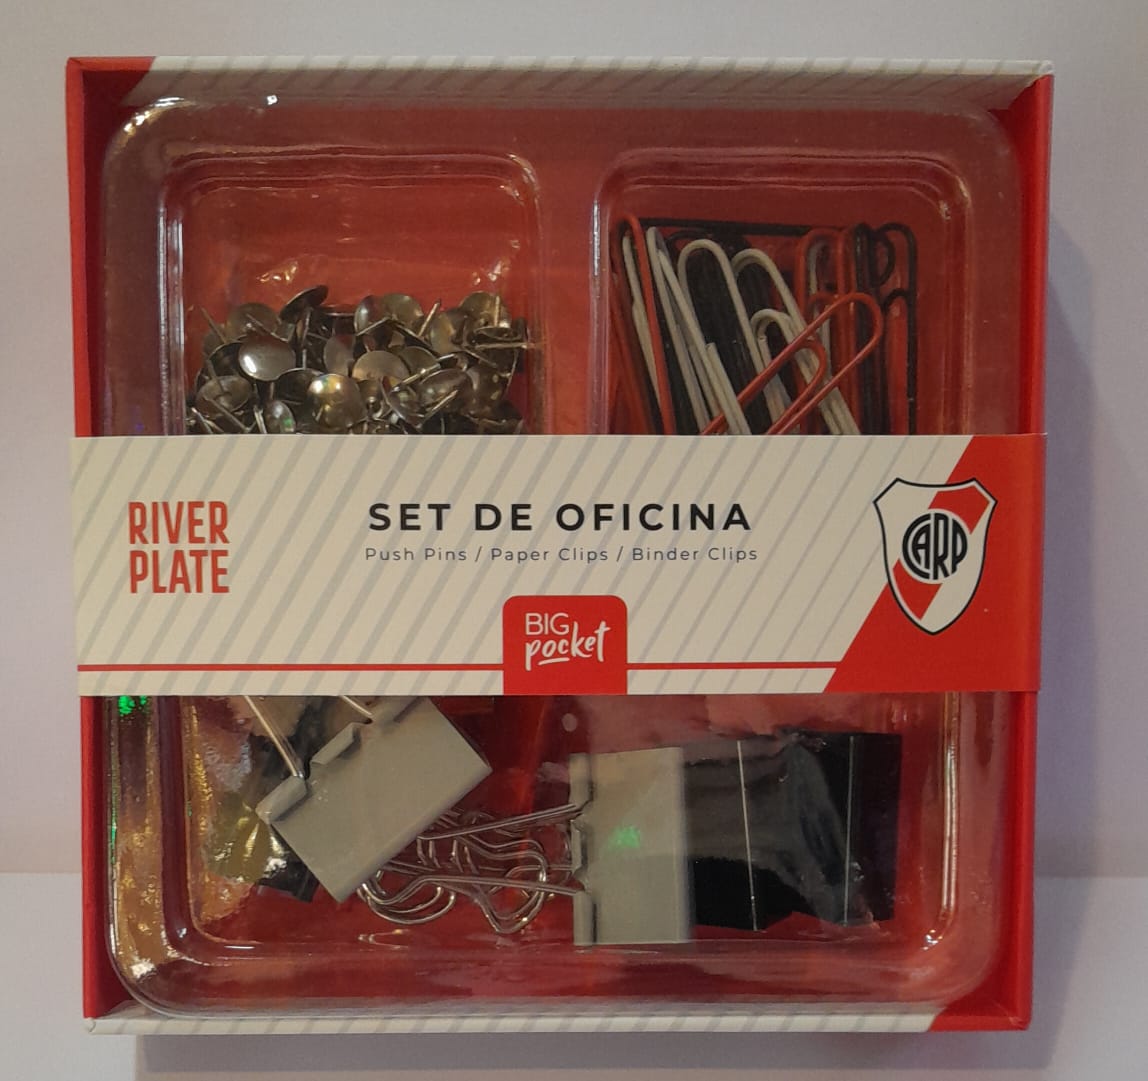 RIVER
PLATE
SET DE OFICINA
Push Pins / Paper Clips / Binder Clips
CARP
BIG
pocket